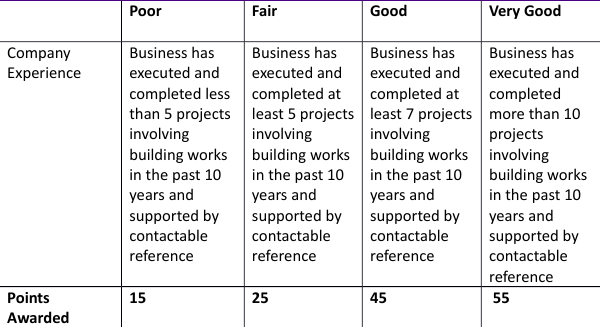 Poor
Fair
Good
Very Good
Company
Experience
Business has
executed and
completed less
than 5 projects
involving
building works
in the past 10
years and
supported by
contactable
reference
Business has
executed and
completed at
least 5 projects
involving
building works
in the past 10
years and
supported by
contactable
reference
Business has
executed and
completed at
least 7 projects
involving
building works
in the past 10
years and
supported by
contactable
reference
Business has
executed and
completed
more than 10
projects
involving
building works
in the past 10
years and
supported by
contactable
reference
Points
Awarded
15
25
45
55